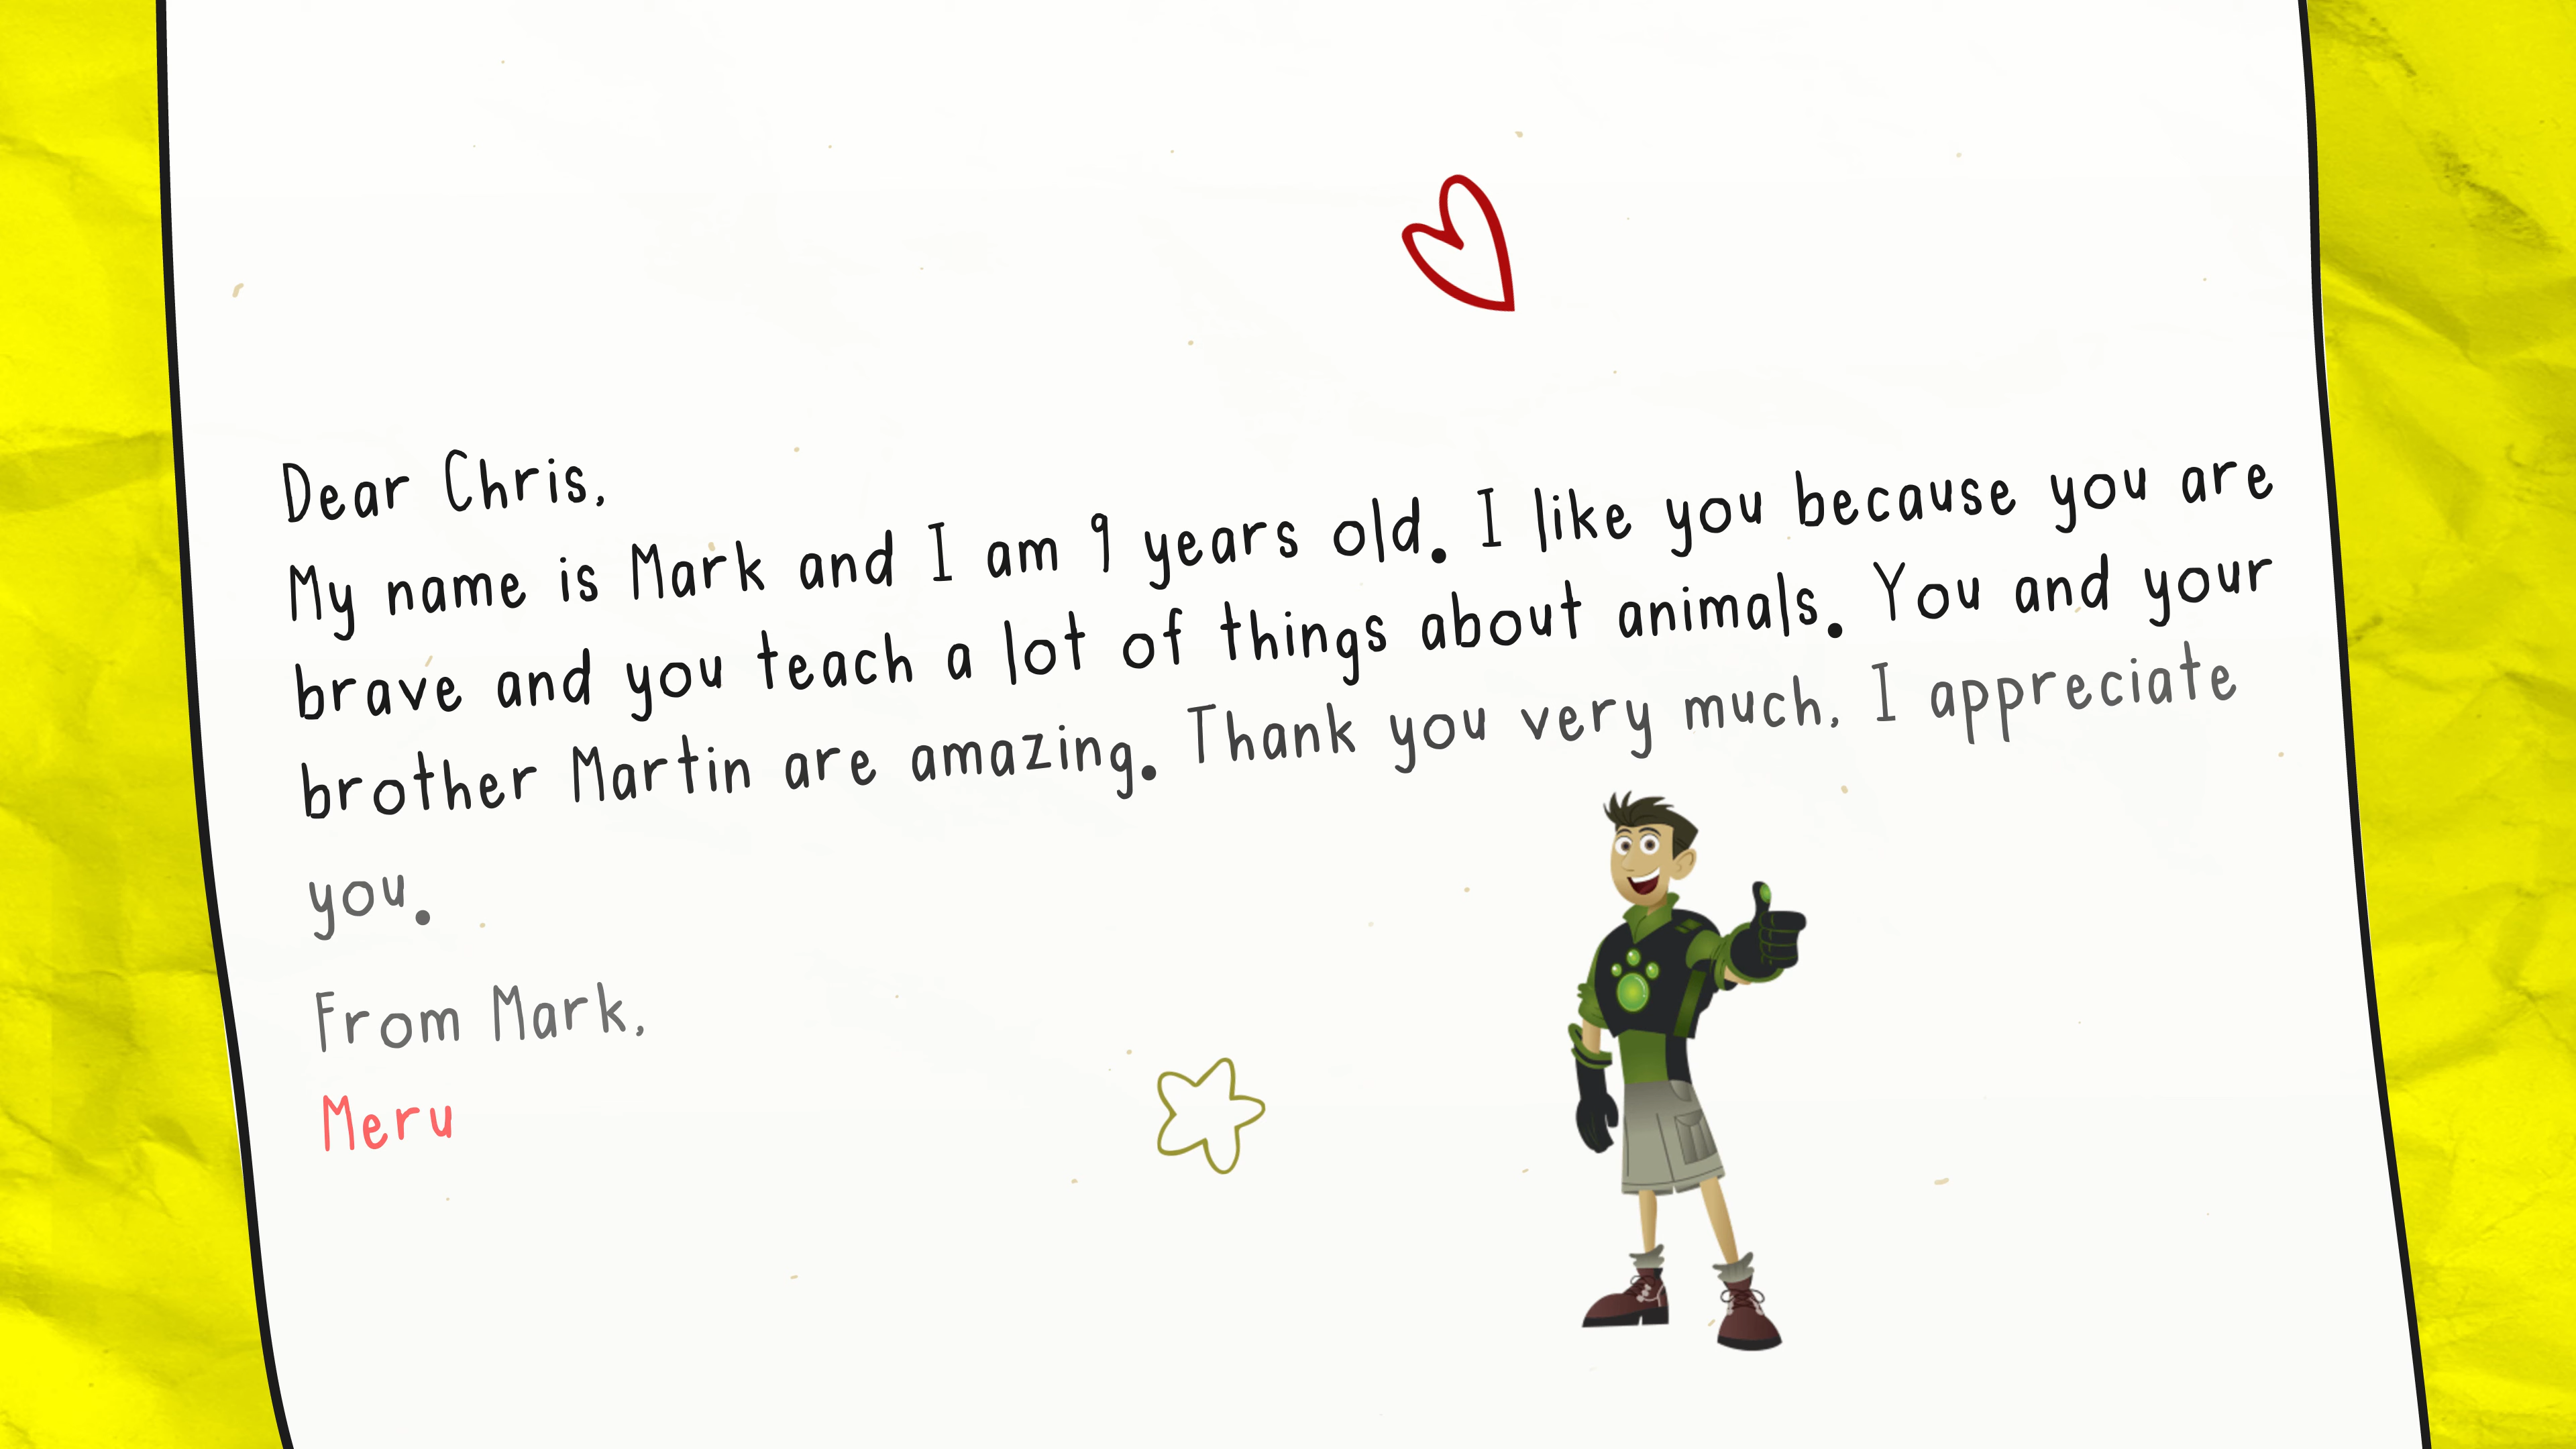 Dear Chris,
My name is Mark and I am 9 years old. I like you because you are
brave and you teach a lot of things about animals. You and your
brother Martin are amazing. Thank you very much, I appreciate
you.
From Mark,
Meru